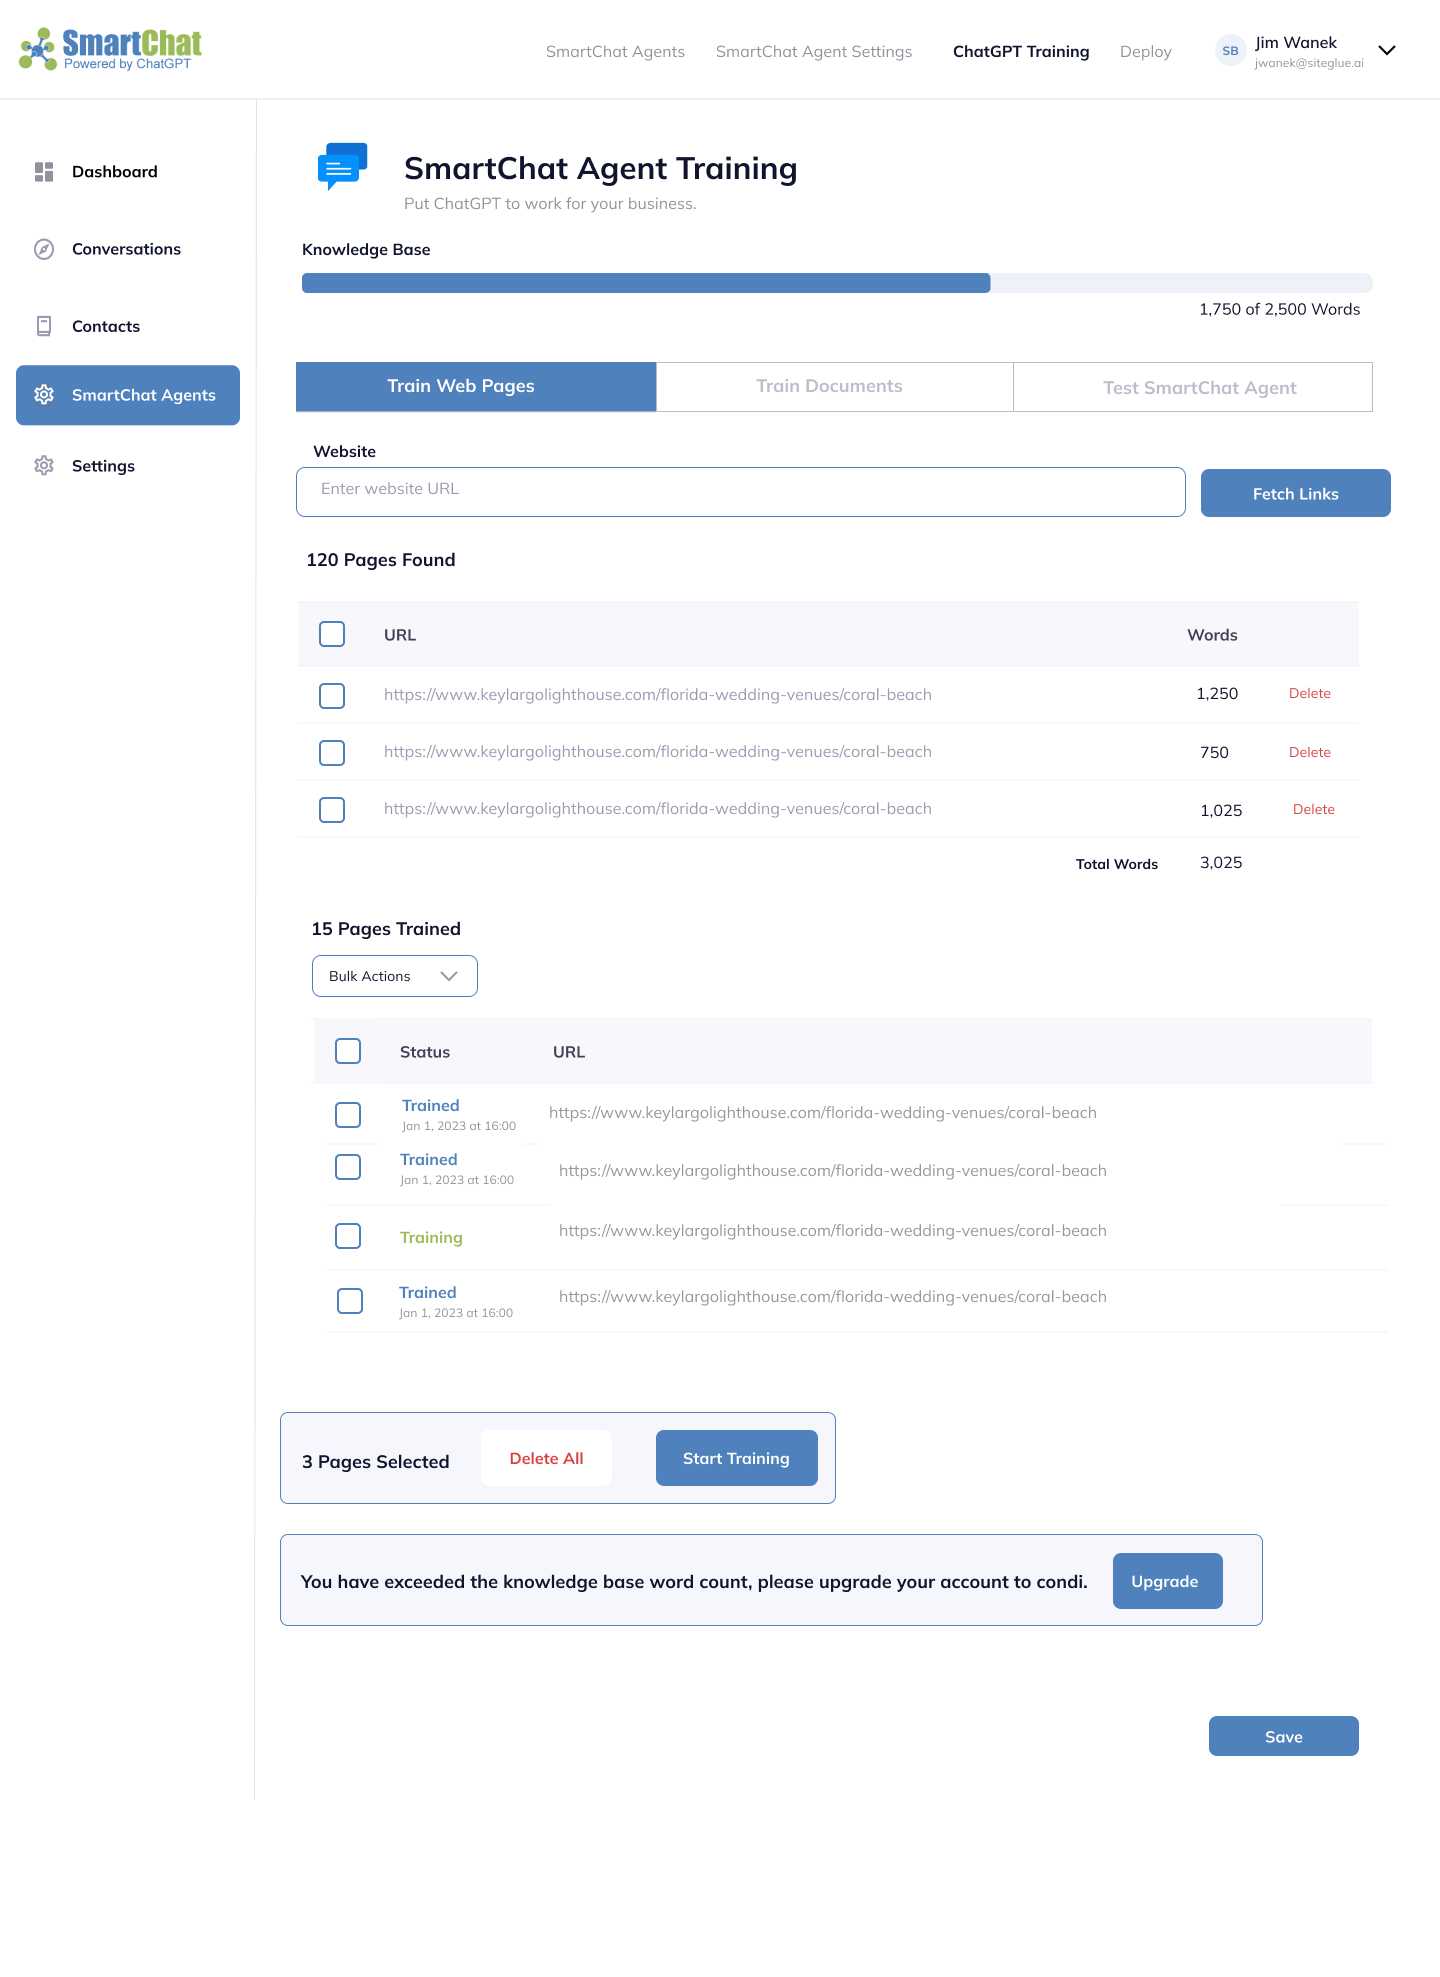 SmartChat
Powered by ChatGPT
SmartChat Agents
SmartChat Agent Settings
ChatGPT Training
Deploy
SB
Jim Wanek
jwanek@siteglue.ai
Dashboard
Conversations
Contacts
SmartChat Agents
Settings
SmartChat Agent Training
Put ChatGPT to work for your business.
Knowledge Base
1,750 of 2,500 Words
Train Web Pages
Train Documents
Test SmartChat Agent
Website
Enter website URL
Fetch Links
120 Pages Found
URL
Words
https://www.keylargolighthouse.com/florida-wedding-venues/coral-beach
1,250
Delete
https://www.keylargolighthouse.com/florida-wedding-venues/coral-beach
750
Delete
https://www.keylargolighthouse.com/florida-wedding-venues/coral-beach
1,025
Delete
Total Words
3,025
15 Pages Trained
Bulk Actions
Status
URL
Trained
Jan 1, 2023 at 16:00
https://www.keylargolighthouse.com/florida-wedding-venues/coral-beach
Trained
Jan 1, 2023 at 16:00
https://www.keylargolighthouse.com/florida-wedding-venues/coral-beach
Training
https://www.keylargolighthouse.com/florida-wedding-venues/coral-beach
Trained
Jan 1, 2023 at 16:00
https://www.keylargolighthouse.com/florida-wedding-venues/coral-beach
3 Pages Selected
Delete All
Start Training
You have exceeded the knowledge base word count, please upgrade your account to condi.
Upgrade
Save